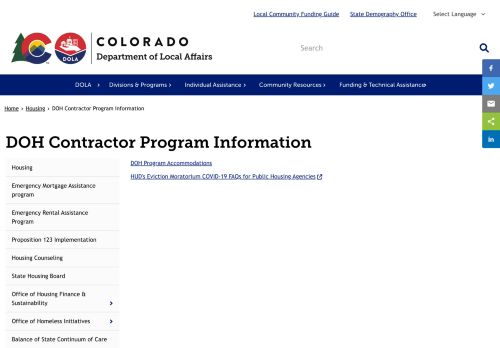 Local Community Funding Guide
State Demography Office
Select Language
COLORADO
Department of Local Affairs
DOLA
Search
DOLA
Divisions & Programs
Individual Assistance
Community Resources
Funding & Technical Assistance
Home › Housing › DOH Contractor Program Information
DOH Contractor Program Information
Housing
Emergency Mortgage Assistance
program
Emergency Rental Assistance
Program
Proposition 123 Implementation
Housing Counseling
State Housing Board
Office of Housing Finance &
Sustainability
Office of Homeless Initiatives
Balance of State Continuum of Care
DOH Program Accommodations
HUD's Eviction Moratorium COVID-19 FAQs for Public Housing Agencies